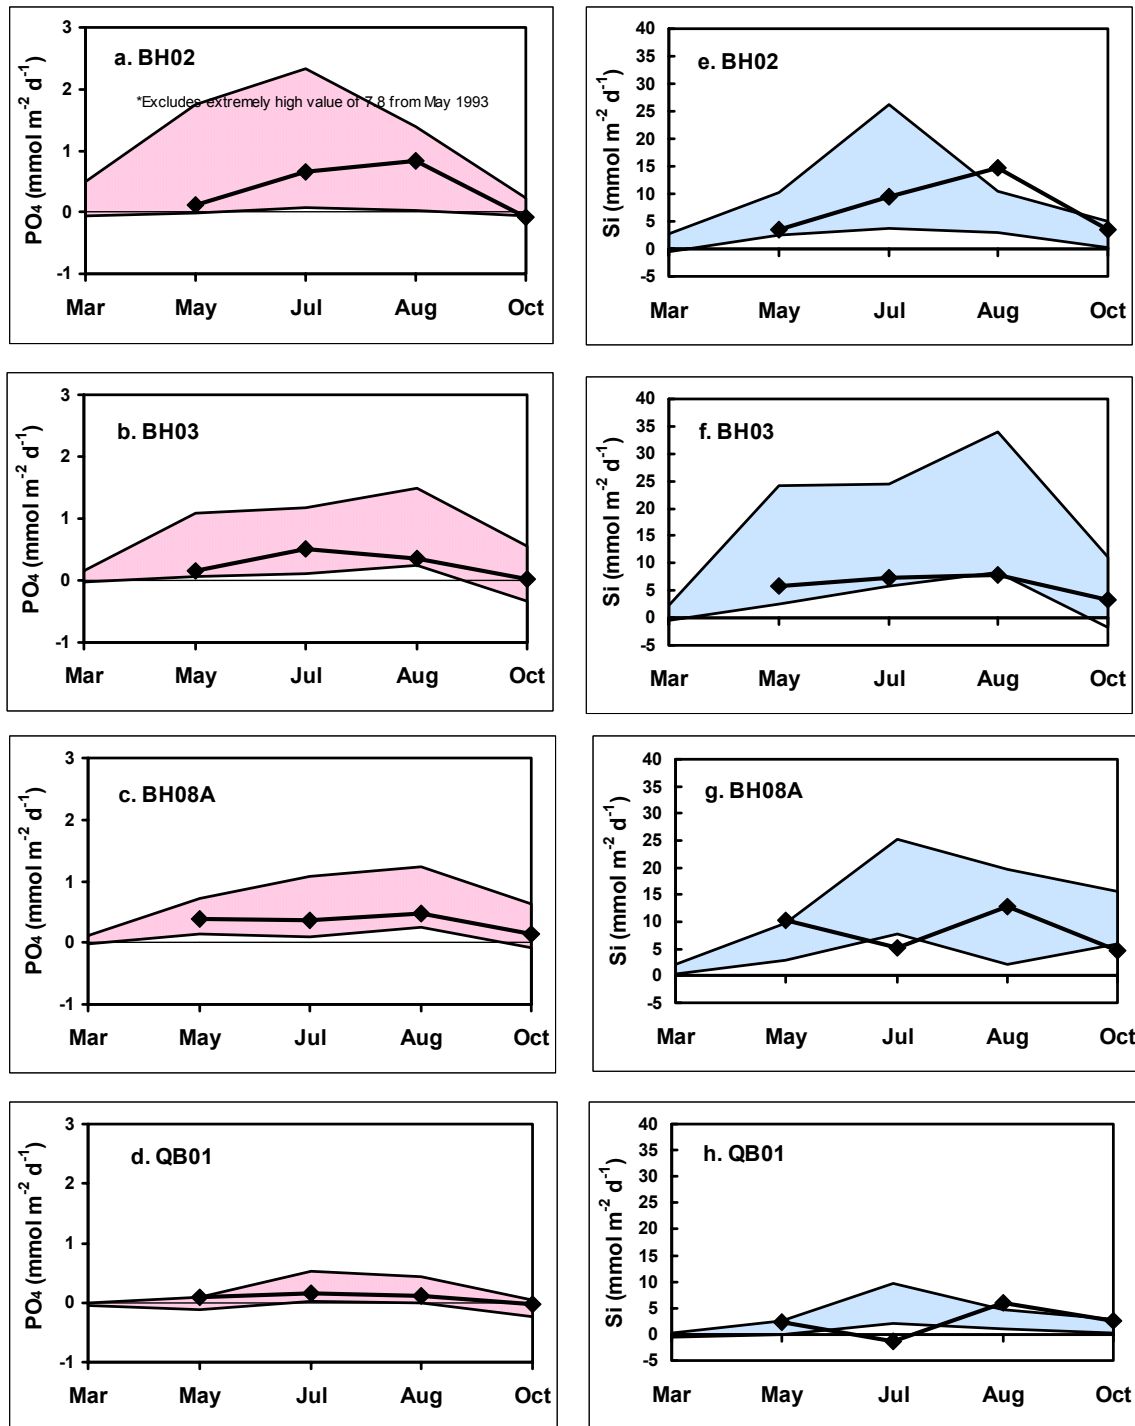 a. BH02
*Excludes extremely high value of 7.8 from May 1993
PO4 (mmol m-2 d-1)
3
2
1
0
-1
Mar May Jul Aug Oct
e. BH02
Si (mmol m-2 d-1)
40
35
30
25
20
15
10
5
0
-5
Mar May Jul Aug Oct
b. BH03
PO4 (mmol m-2 d-1)
3
2
1
0
-1
Mar May Jul Aug Oct
f. BH03
Si (mmol m-2 d-1)
40
35
30
25
20
15
10
5
0
-5
Mar May Jul Aug Oct
c. BH08A
PO4 (mmol m-2 d-1)
3
2
1
0
-1
Mar May Jul Aug Oct
g. BH08A
Si (mmol m-2 d-1)
40
35
30
25
20
15
10
5
0
-5
Mar May Jul Aug Oct
d. QB01
PO4 (mmol m-2 d-1)
3
2
1
0
-1
Mar May Jul Aug Oct
h. QB01
Si (mmol m-2 d-1)
40
35
30
25
20
15
10
5
0
-5
Mar May Jul Aug Oct